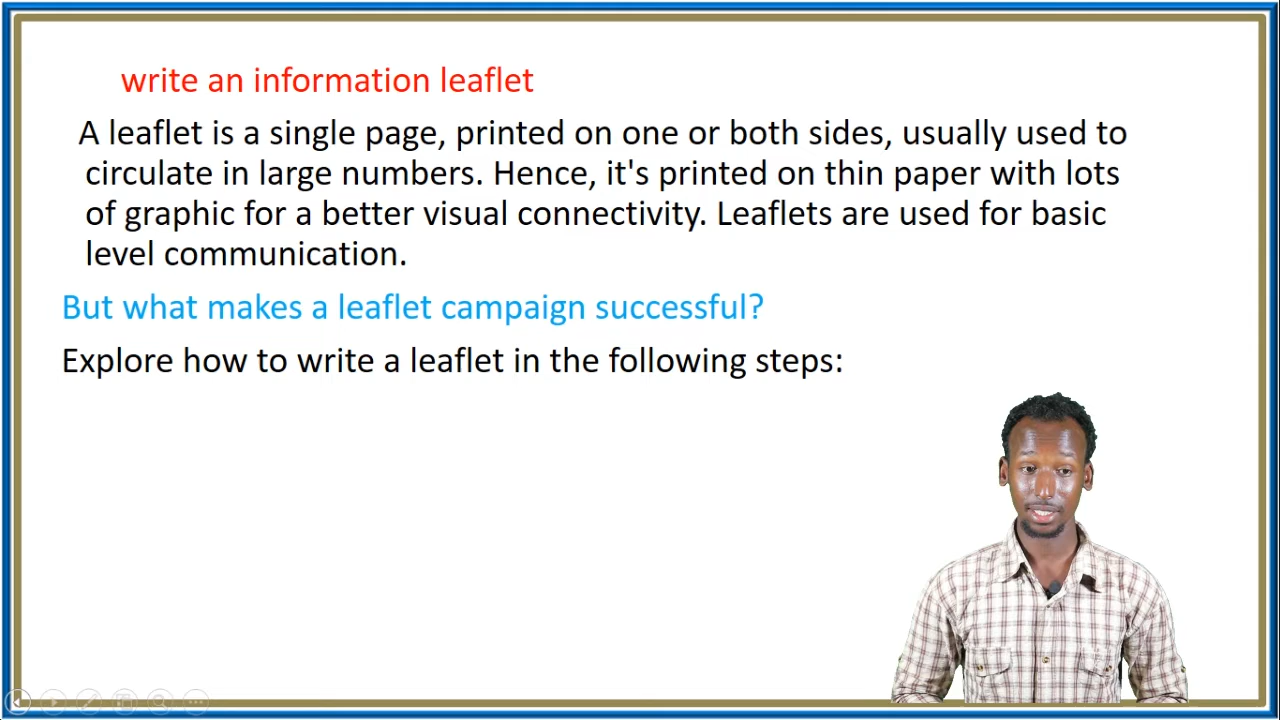 write an information leaflet
A leaflet is a single page, printed on one or both sides, usually used to
circulate in large numbers. Hence, it's printed on thin paper with lots
of graphic for a better visual connectivity. Leaflets are used for basic
level communication.
But what makes a leaflet campaign successful?
Explore how to write a leaflet in the following steps: